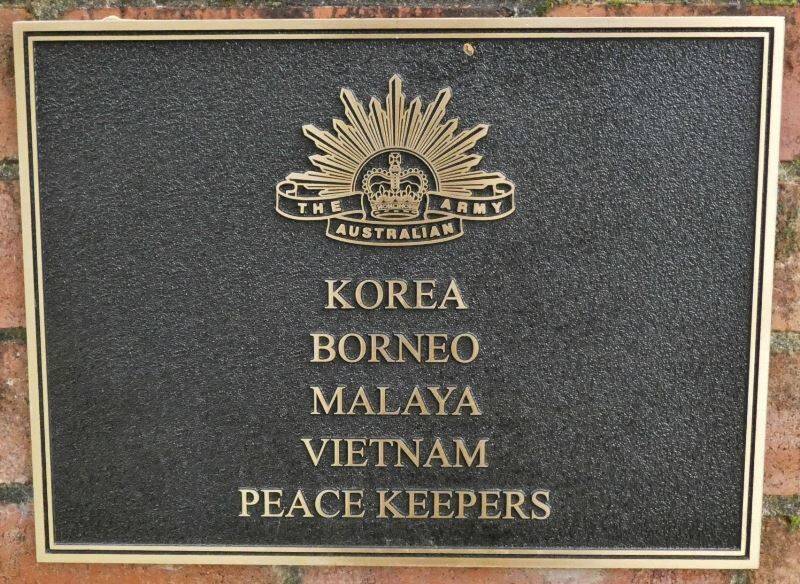 THE AUSTRALIAN ARMY
KOREA
BORNEO
MALAYA
VIETNAM
PEACE KEEPERS